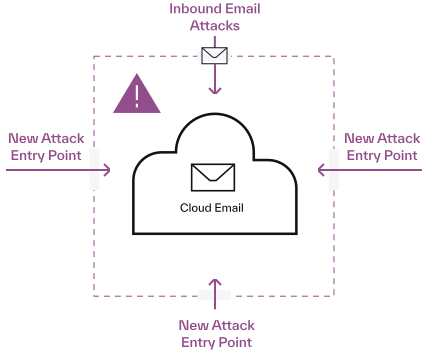 Inbound Email
Attacks
New Attack
Entry Point
New Attack
Entry Point
Cloud Email
New Attack
Entry Point